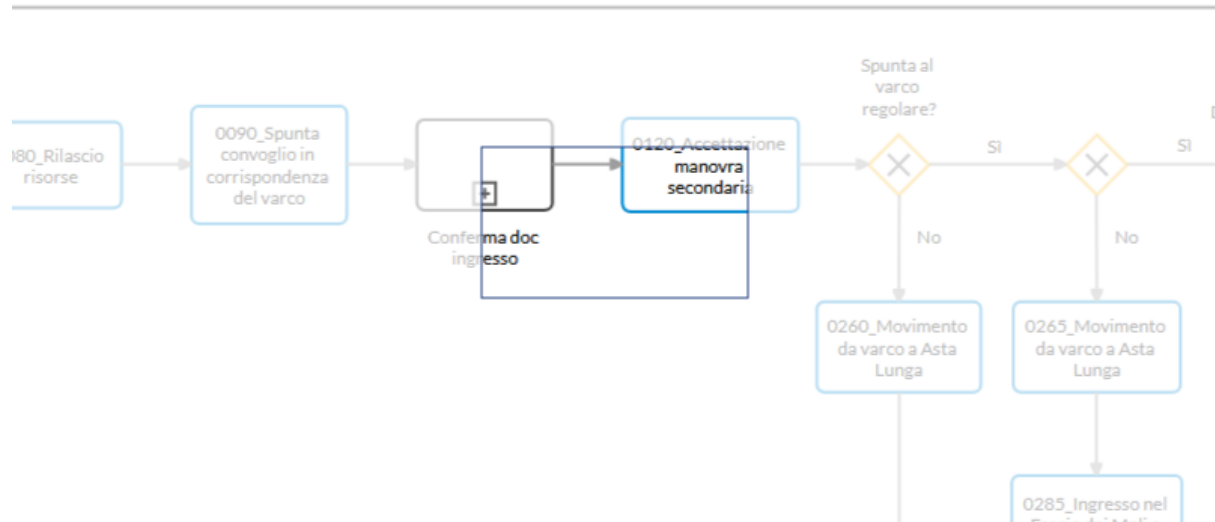 Spunta al
varco
regolare?
080_Rilascio
risorse
0090_Spunta
convoglio in
corrispondenza
del varco
Conferma doc
ingresso
0120_Accettazione
manovra
secondaria
SI
SI
No
No
0260_Movimento
da varco a Asta
Lunga
0265_Movimento
da varco a Asta
Lunga
0285_Ingresso nel